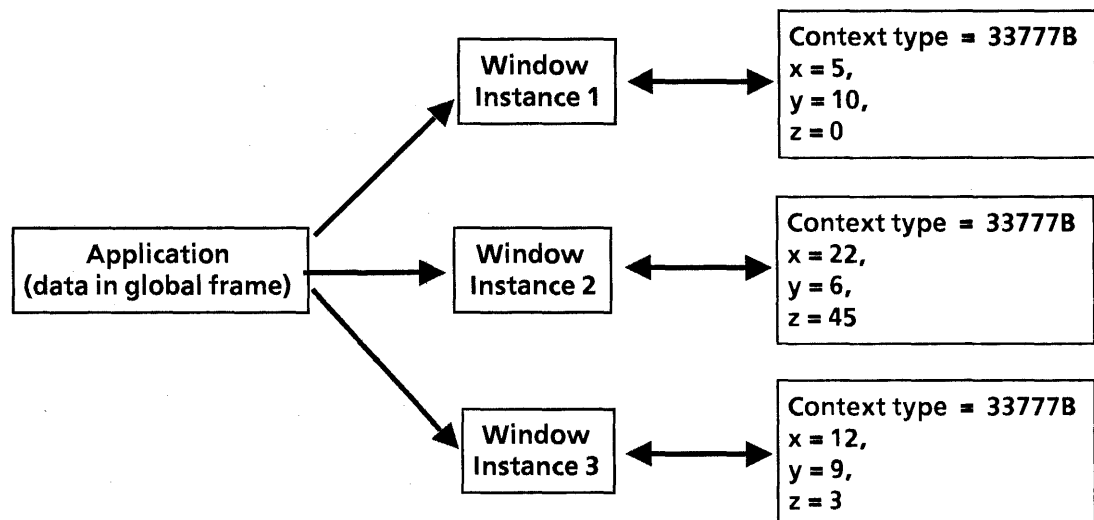 Window
Instance 1
Context type = 33777B
x = 5,
y = 10,
z = 0
Application
(data in global frame)
Window
Instance 2
Context type = 33777B
x = 22,
y = 6,
z = 45
Window
Instance 3
Context type = 33777B
x = 12,
y = 9,
z = 3